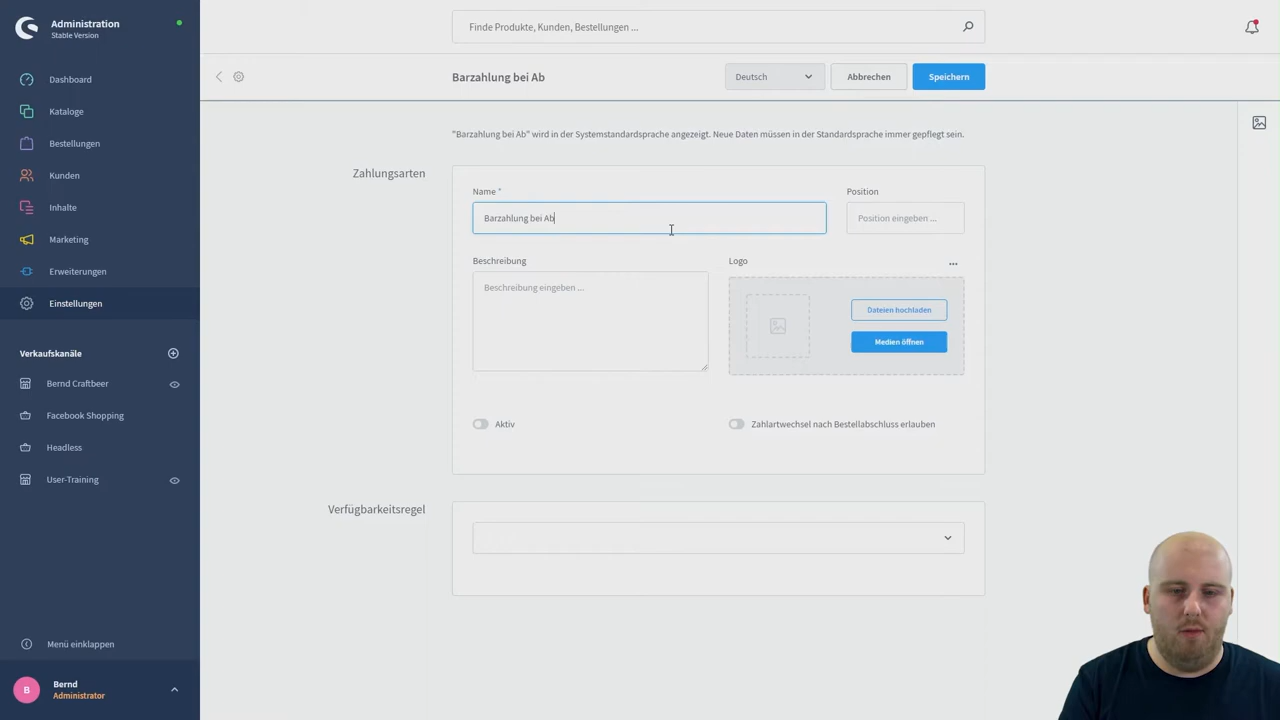 Administration
Stable Version
Dashboard
Kataloge
Bestellungen
Kunden
Inhalte
Marketing
Erweiterungen
Einstellungen
Verkaufskanäle
Bernd Craftbeer
Facebook Shopping
Headless
User-Training
Menü einklappen
B
Bernd
Administrator
Finde Produkte, Kunden, Bestellungen ...
Barzahlung bei Ab
Deutsch
Abbrechen
Speichern
"Barzahlung bei Ab" wird in der Systemstandardsprache angezeigt. Neue Daten müssen in der Standardsprache immer gepflegt sein.
Zahlungsarten
Name *
Position
Barzahlung bei Ab
Position eingeben ...
Beschreibung
Logo
Beschreibung eingeben ...
Dateien hochladen
Medien öffnen
Aktiv
Zahlartwechsel nach Bestellabschluss erlauben
Verfügbarkeitsregel